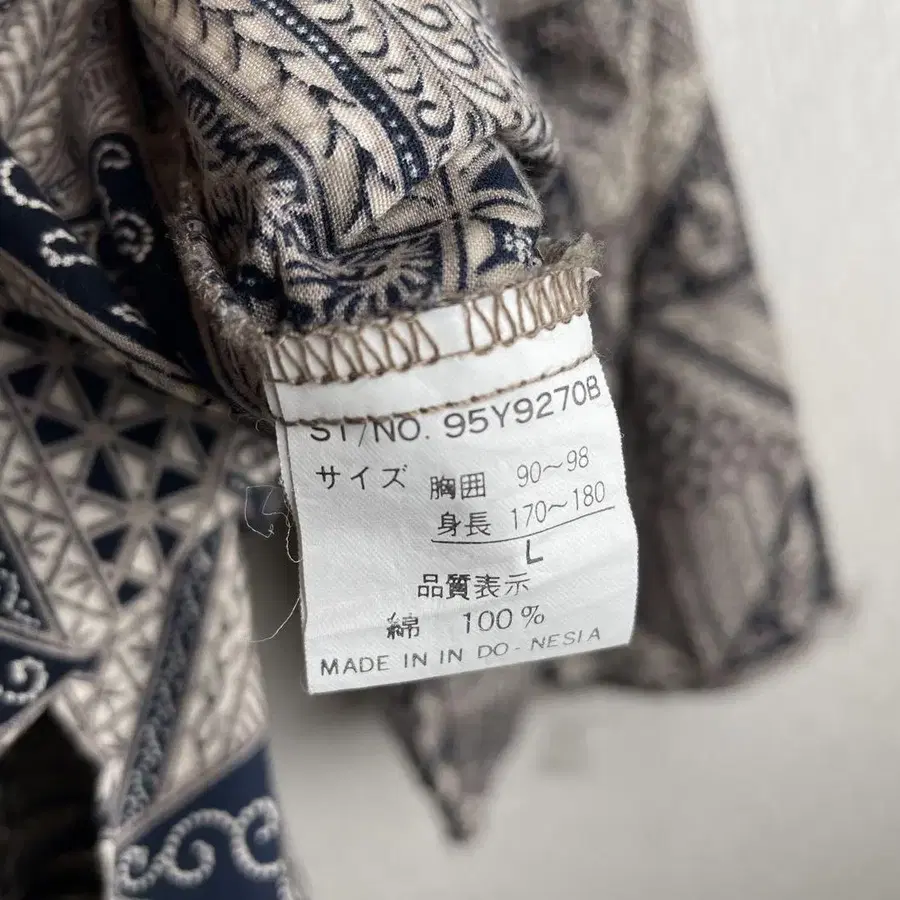 ST/NO. 95Y9270B
サイズ 胸囲 90～98
身長 170～180
L
品質表示
綿 100%
MADE IN IN DO-NESIA